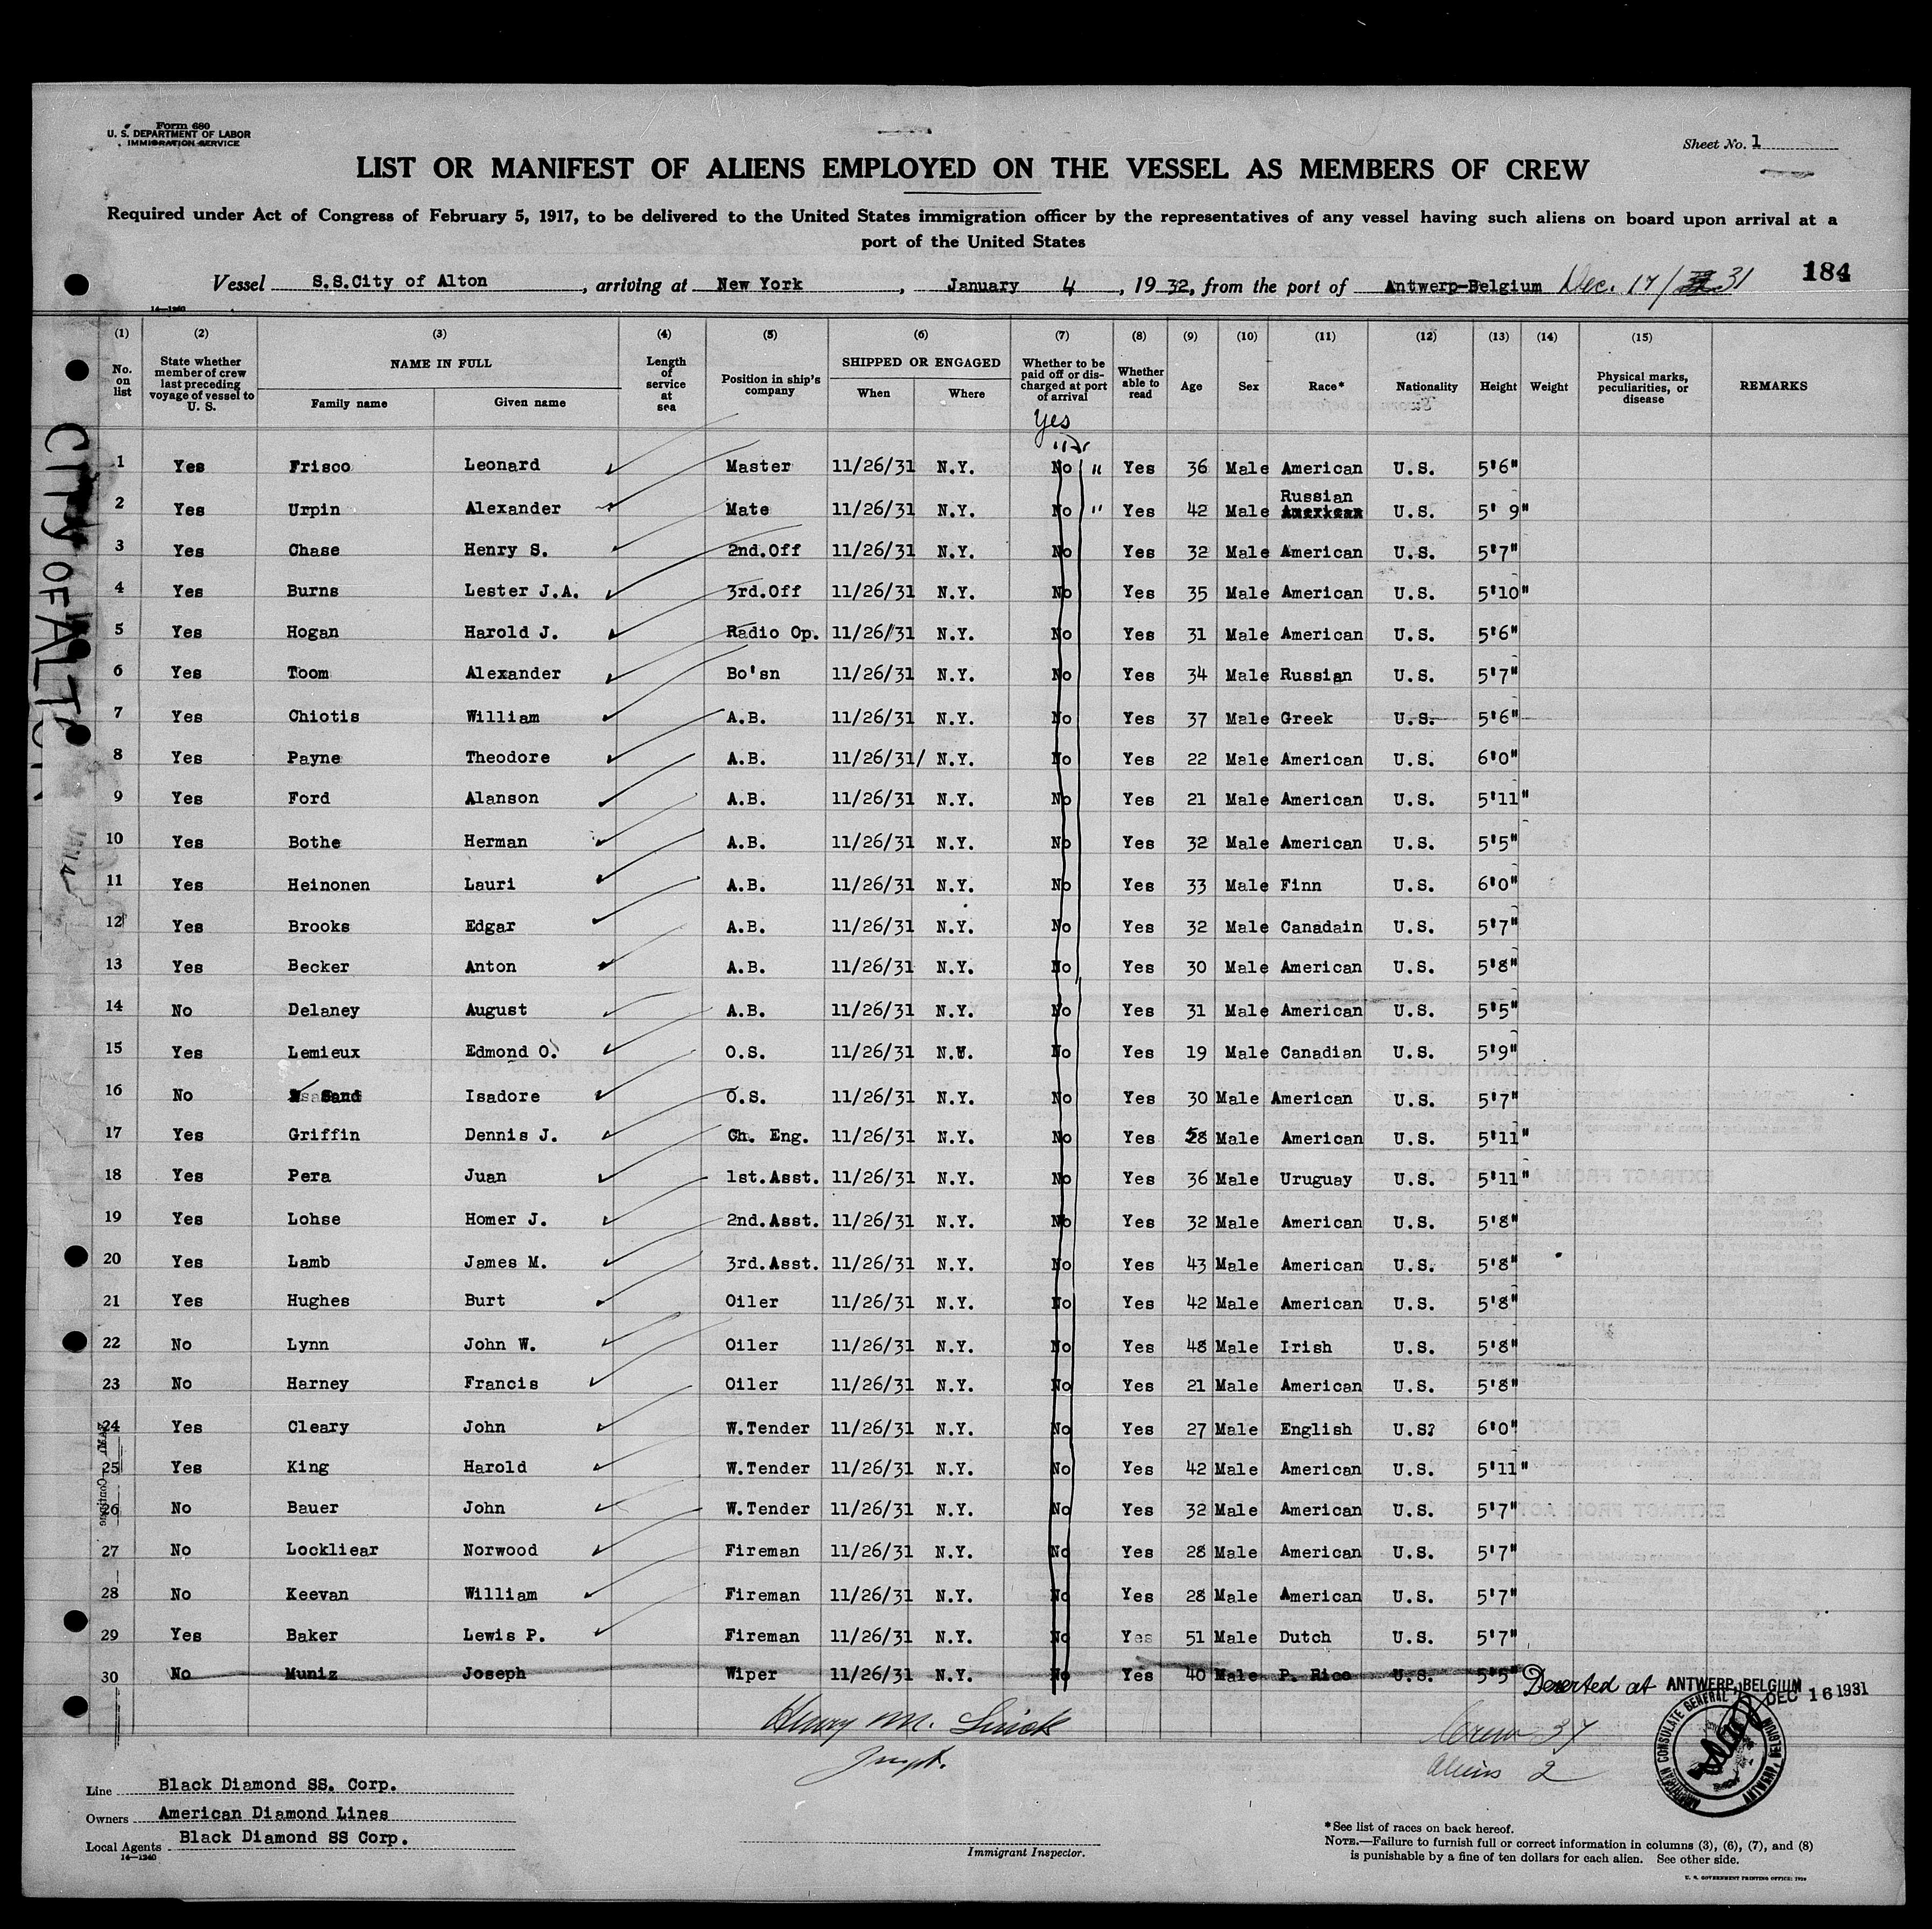 Form 680
U. S. DEPARTMENT OF LABOR
IMMIGRATION SERVICE
Sheet No. 1
LIST OR MANIFEST OF ALIENS EMPLOYED ON THE VESSEL AS MEMBERS OF CREW
Required under Act of Congress of February 5, 1917, to be delivered to the United States immigration officer by the representatives of any vessel having such aliens on board upon arrival at a
port of the United States
Vessel S.S.City of Alton, arriving at New York, January 4, 1932, from the port of Antwerp-Belgium Dec. 17/31
184
14—1240
(1) (2) (3) (4) (5) (6) (7) (8) (9) (10) (11) (12) (13) (14) (15)
No. on list
State whether member of crew last preceding voyage of vessel to U. S.
NAME IN FULL
Family name Given name
Length of service at sea
Position in ship's company
SHIPPED OR ENGAGED
When Where
Whether to be paid off or discharged at port of arrival
Whether able to read
Age Sex Race* Nationality Height Weight
Physical marks, peculiarities, or disease
REMARKS
Yes
CITY OF ALTON
1 Yes Frisco Leonard Master 11/26/31 N.Y. No " Yes 36 Male American U.S. 5'6"
2 Yes Urpin Alexander Mate 11/26/31 N.Y. No " Yes 42 Male Russian American U.S. 5' 9"
3 Yes Chase Henry S. 2nd.Off 11/26/31 N.Y. No Yes 32 Male American U.S. 5'7"
4 Yes Burns Lester J.A. 3rd.Off 11/26/31 N.Y. No Yes 35 Male American U.S. 5'10"
5 Yes Hogan Harold J. Radio Op. 11/26/31 N.Y. No Yes 31 Male American U.S. 5'6"
6 Yes Toom Alexander Bo'sn 11/26/31 N.Y. No Yes 34 Male Russian U.S. 5'7"
7 Yes Chiotis William A.B. 11/26/31 N.Y. No Yes 37 Male Greek U.S. 5'6"
8 Yes Payne Theodore A.B. 11/26/31/ N.Y. No Yes 22 Male American U.S. 6'0"
9 Yes Ford Alanson A.B. 11/26/31 N.Y. No Yes 21 Male American U.S. 5'11"
10 Yes Bothe Herman A.B. 11/26/31 N.Y. No Yes 32 Male American U.S. 5'5"
11 Yes Heinonen Lauri A.B. 11/26/31 N.Y. No Yes 33 Male Finn U.S. 6'0"
12 Yes Brooks Edgar A.B. 11/26/31 N.Y. No Yes 32 Male Canadain U.S. 5'7"
13 Yes Becker Anton A.B. 11/26/31 N.Y. No Yes 30 Male American U.S. 5'8"
14 No Delaney August A.B. 11/26/31 N.Y. No Yes 31 Male American U.S. 5'5"
15 Yes Lemieux Edmond O. O.S. 11/26/31 N.Y. No Yes 19 Male Canadian U.S. 5'9"
16 No Sand Isadore O.S. 11/26/31 N.Y. No Yes 30 Male American U.S. 5'7"
17 Yes Griffin Dennis J. Ch. Eng. 11/26/31 N.Y. No Yes 58 Male American U.S. 5'11"
18 Yes Pera Juan 1st.Asst. 11/26/31 N.Y. No Yes 36 Male Uruguay U.S. 5'11"
19 Yes Lohse Homer J. 2nd.Asst. 11/26/31 N.Y. No Yes 32 Male American U.S. 5'8"
20 Yes Lamb James M. 3rd.Asst. 11/26/31 N.Y. No Yes 43 Male American U.S. 5'8"
21 Yes Hughes Burt Oiler 11/26/31 N.Y. No Yes 42 Male American U.S. 5'8"
22 No Lynn John W. Oiler 11/26/31 N.Y. No Yes 48 Male Irish U.S. 5'8"
23 No Harney Francis Oiler 11/26/31 N.Y. No Yes 21 Male American U.S. 5'8"
24 Yes Cleary John W.Tender 11/26/31 N.Y. No Yes 27 Male English U.S? 6'0"
25 Yes King Harold W.Tender 11/26/31 N.Y. No Yes 42 Male American U.S. 5'11"
26 No Bauer John W.Tender 11/26/31 N.Y. No Yes 32 Male American U.S. 5'7"
27 No Lockliear Norwood Fireman 11/26/31 N.Y. No Yes 28 Male American U.S. 5'7"
28 No Keevan William Fireman 11/26/31 N.Y. No Yes 28 Male American U.S. 5'7"
29 Yes Baker Lewis P. Fireman 11/26/31 N.Y. No Yes 51 Male Dutch U.S. 5'7"
30 No Muniz Joseph Wiper 11/26/31 N.Y. No Yes 40 Male P. Rico U.S. 5'5" Deserted at ANTWERP, BELGIUM
DEC 16 1931
AMERICAN CONSULATE GENERAL ANTWERP, BELGIUM
Henry M.
Crew 37
Aliens 2
Line Black Diamond SS. Corp.
Owners American Diamond Lines
Local Agents Black Diamond SS Corp.
14—1240
Immigrant Inspector.
*See list of races on back hereof.
NOTE.—Failure to furnish full or correct information in columns (3), (6), (7), and (8)
is punishable by a fine of ten dollars for each alien. See other side.